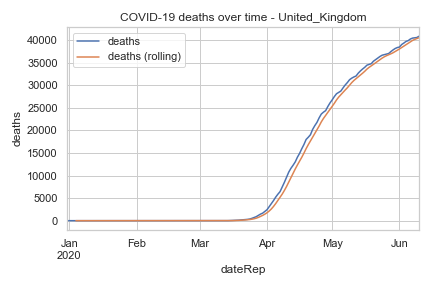 COVID-19 deaths over time - United_Kingdom
deaths
deaths (rolling)
40000
35000
30000
25000
20000
15000
10000
5000
0
deaths
Jan Feb Mar Apr May Jun
2020
dateRep